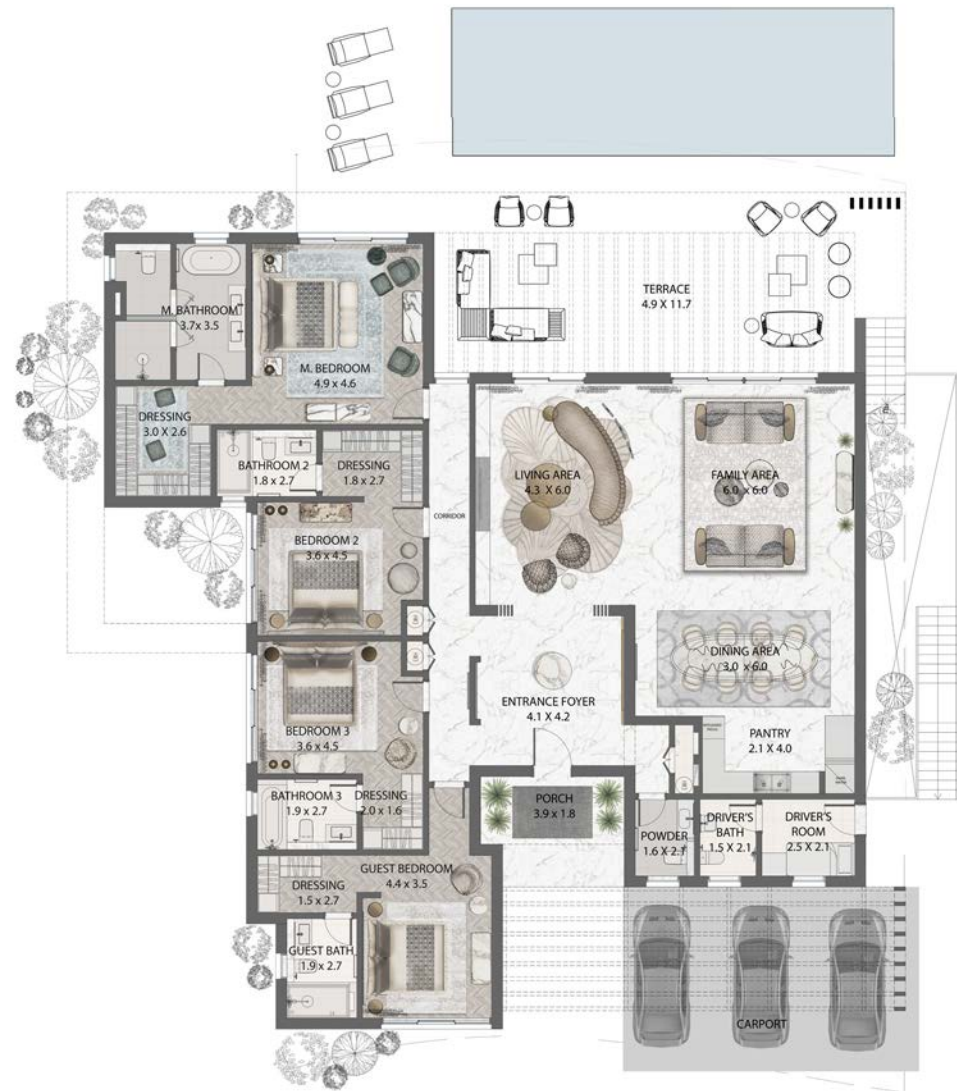 TERRACE
4.9 X 11.7
M. BATHROOM
3.7x 3.5
M. BEDROOM
4.9 x 4.6
DRESSING
3.0 X 2.6
BATHROOM 2
1.8 x 2.7
DRESSING
1.8 x 2.7
LIVING AREA
4.3 X 6.0
FAMILY AREA
6.0 x 6.0
CORRIDOR
BEDROOM 2
3.6 x 4.5
DINING AREA
3.0 x 6.0
ENTRANCE FOYER
4.1 X 4.2
BEDROOM 3
3.6 x 4.5
PANTRY
2.1 X 4.0
BATHROOM 3
1.9 x 2.7
DRESSING
2.0 x 1.6
PORCH
3.9 x 1.8
POWDER
1.6 X 2.1
DRIVER'S
BATH
1.5 X 2.1
DRIVER'S
ROOM
2.5 X 2.1
GUEST BEDROOM
4.4 x 3.5
DRESSING
1.5 x 2.7
GUEST BATH
1.9 x 2.7
CARPORT